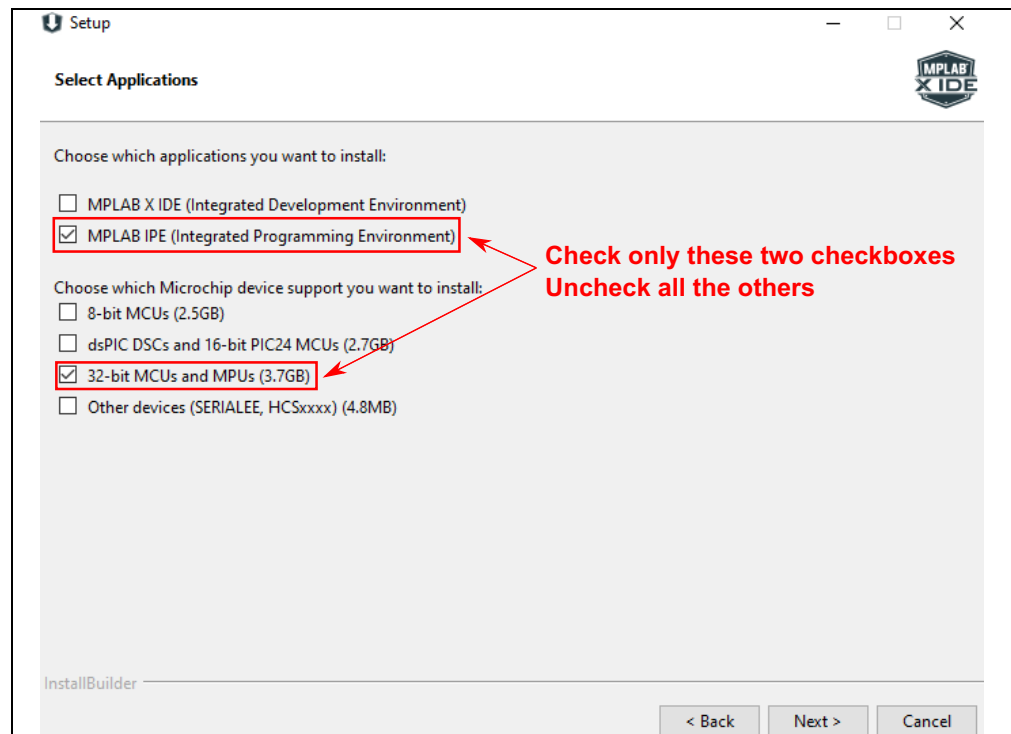 Setup
Select Applications
MPLAB
X IDE
Choose which applications you want to install:
MPLAB X IDE (Integrated Development Environment)
MPLAB IPE (Integrated Programming Environment)
Check only these two checkboxes
Uncheck all the others
Choose which Microchip device support you want to install:
8-bit MCUs (2.5GB)
dsPIC DSCs and 16-bit PIC24 MCUs (2.7GB)
32-bit MCUs and MPUs (3.7GB)
Other devices (SERIALEE, HCSxxxx) (4.8MB)
InstallBuilder
< Back
Next >
Cancel